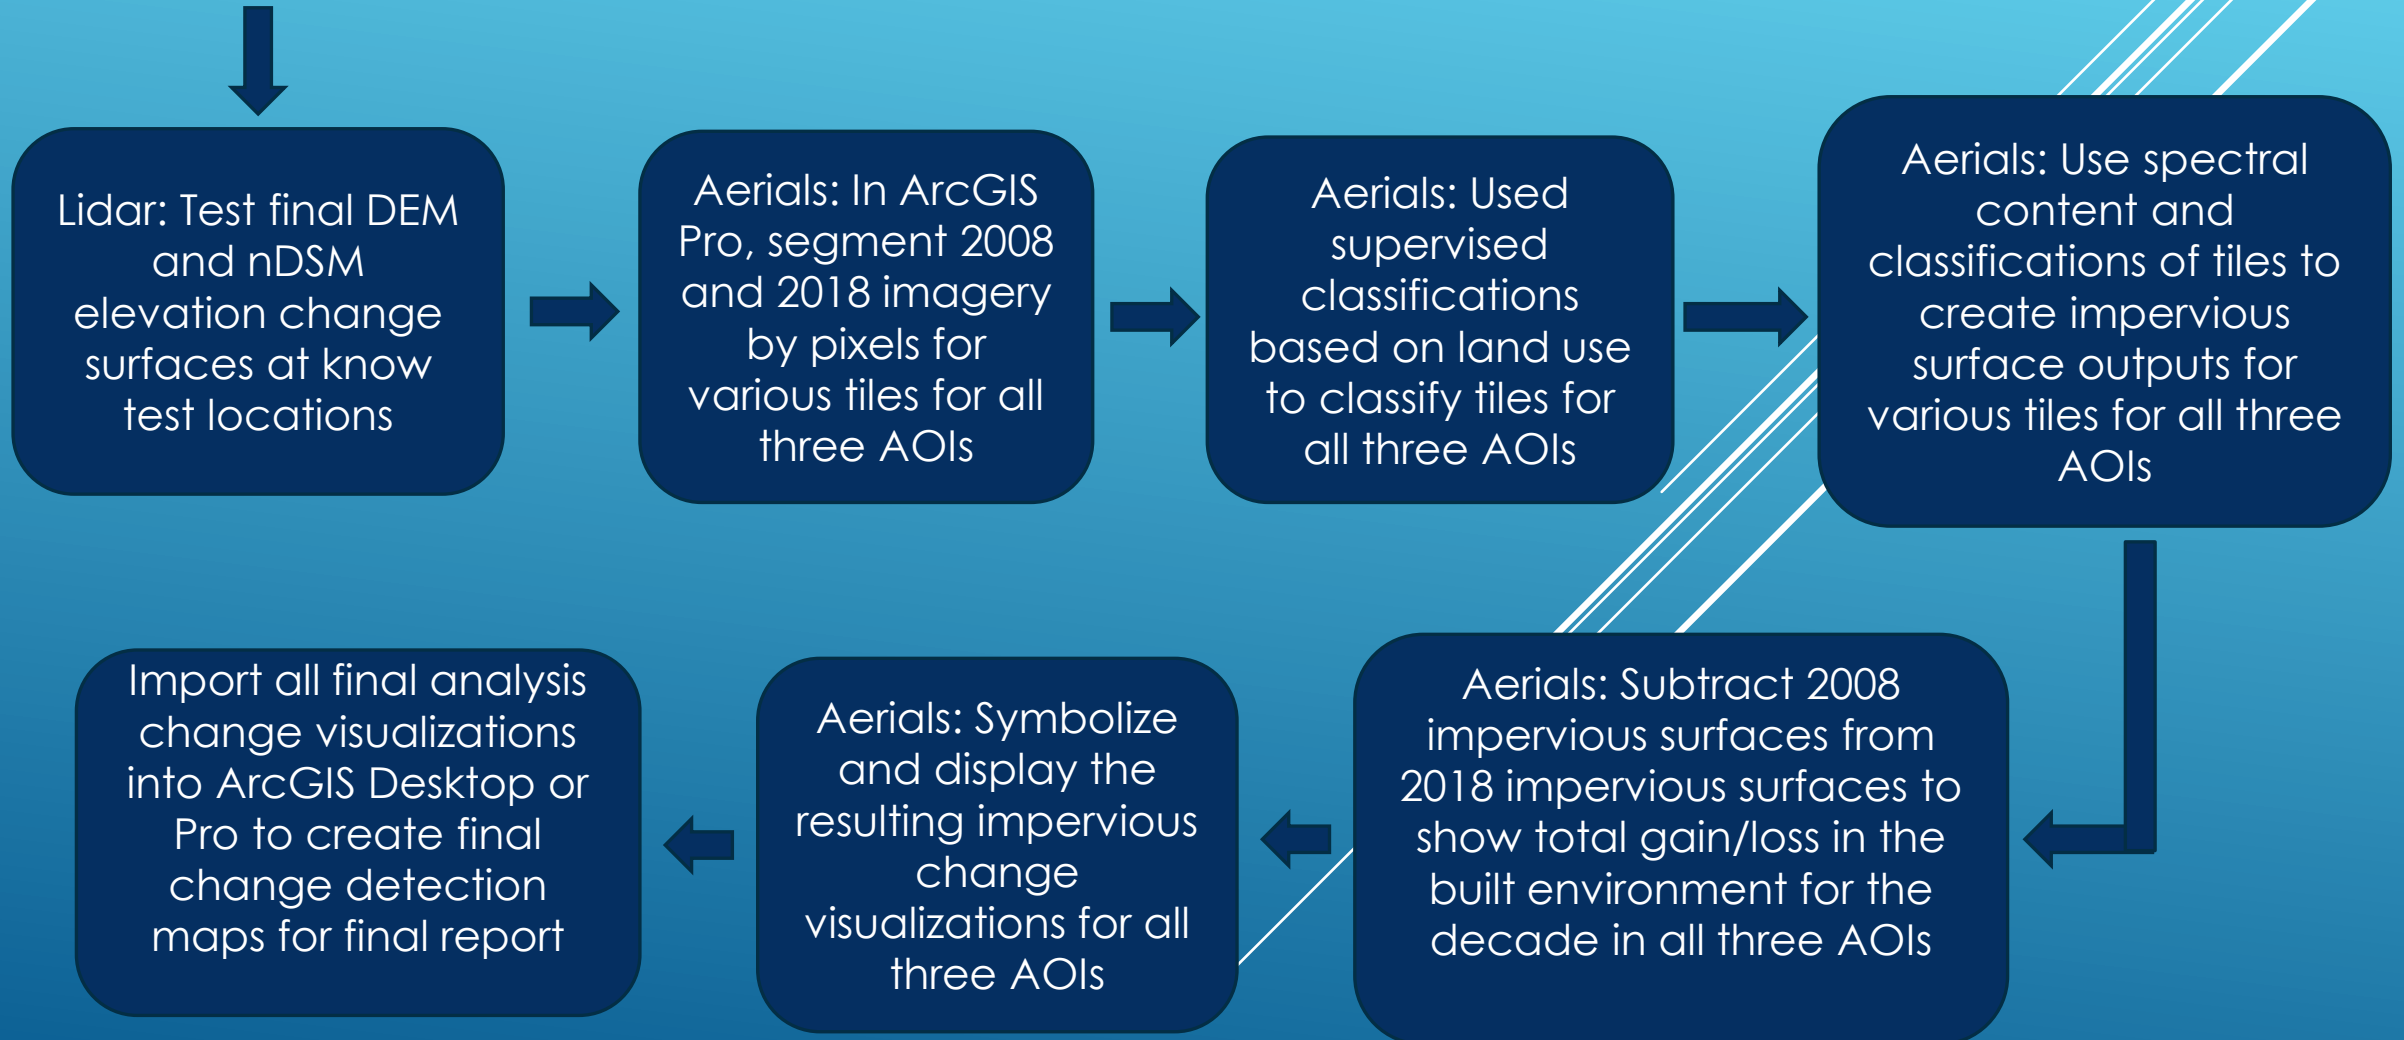 Lidar: Test final DEM
and nDSM
elevation change
surfaces at know
test locations
Aerials: In ArcGIS
Pro, segment 2008
and 2018 imagery
by pixels for
various tiles for all
three AOIs
Aerials: Used
supervised
classifications
based on land use
to classify tiles for
all three AOIs
Aerials: Use spectral
content and
classifications of tiles to
create impervious
surface outputs for
various tiles for all three
AOIs
Aerials: Subtract 2008
impervious surfaces from
2018 impervious surfaces to
show total gain/loss in the
built environment for the
decade in all three AOIs
Aerials: Symbolize
and display the
resulting impervious
change
visualizations for all
three AOIs
Import all final analysis
change visualizations
into ArcGIS Desktop or
Pro to create final
change detection
maps for final report